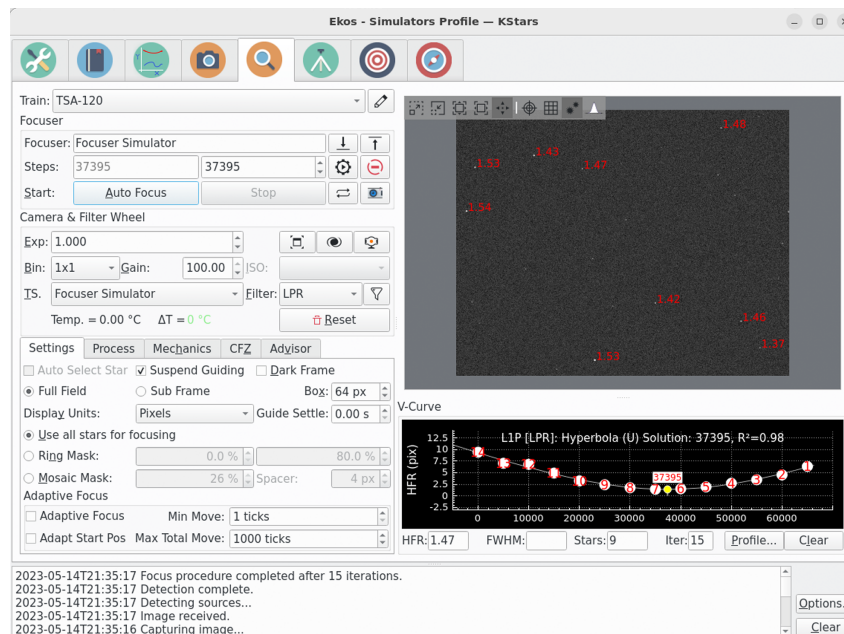 Ekos - Simulators Profile — KStars
Train: TSA-120
Focuser
Focuser: Focuser Simulator
Steps: 37395 37395
Start: Auto Focus Stop
Camera & Filter Wheel
Exp: 1.000
Bin: 1x1 Gain: 100.00 ISO:
TS. Focuser Simulator Filter: LPR
Temp. = 0.00 °C ΔT = 0 °C Reset
Settings Process Mechanics CFZ Advisor
Auto Select Star Suspend Guiding Dark Frame
Full Field Sub Frame Box: 64 px
Display Units: Pixels Guide Settle: 0.00 s
Use all stars for focusing
Ring Mask: 0.0 % 80.0 %
Mosaic Mask: 26 % Spacer: 4 px
Adaptive Focus
Adaptive Focus Min Move: 1 ticks
Adapt Start Pos Max Total Move: 1000 ticks
1.48
1.43
1.53
1.47
1.54
1.42
1.46
1.37
1.53
V-Curve
L1P [LPR]: Hyperbola (U) Solution: 37395, R²=0.98
HFR (pix)
12.5
10
7.5
5
2.5
0
-2.5
37395
10 9 8 7 6 5 4 3 2 1
0 10000 20000 30000 40000 50000 60000
HFR: 1.47 FWHM: Stars: 9 Iter: 15 Profile... Clear
2023-05-14T21:35:17 Focus procedure completed after 15 iterations.
2023-05-14T21:35:17 Detection complete.
2023-05-14T21:35:17 Detecting sources...
2023-05-14T21:35:17 Image received.
2023-05-14T21:35:16 Capturing image...
Options.
Clear